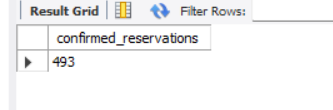 Result Grid Filter Rows:
confirmed_reservations
493